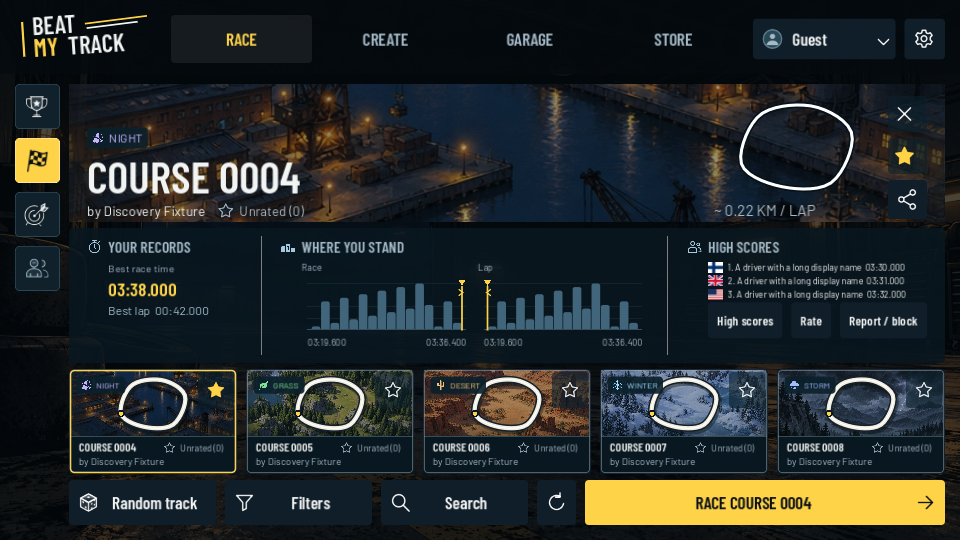 BEAT
MY TRACK
RACE
CREATE
GARAGE
STORE
Guest
NIGHT
COURSE 0004
by Discovery Fixture
Unrated (0)
~ 0.22 KM / LAP
YOUR RECORDS
Best race time
03:38.000
Best lap 00:42.000
WHERE YOU STAND
Race
03:19.600
03:36.400
Lap
03:19.600
03:36.400
HIGH SCORES
1. A driver with a long display name 03:30.000
2. A driver with a long display name 03:31.000
3. A driver with a long display name 03:32.000
High scores
Rate
Report / block
NIGHT
COURSE 0004
Unrated (0)
by Discovery Fixture
GRASS
COURSE 0005
Unrated (0)
by Discovery Fixture
DESERT
COURSE 0006
Unrated (0)
by Discovery Fixture
WINTER
COURSE 0007
Unrated (0)
by Discovery Fixture
STORM
COURSE 0008
Unrated (0)
by Discovery Fixture
Random track
Filters
Search
RACE COURSE 0004